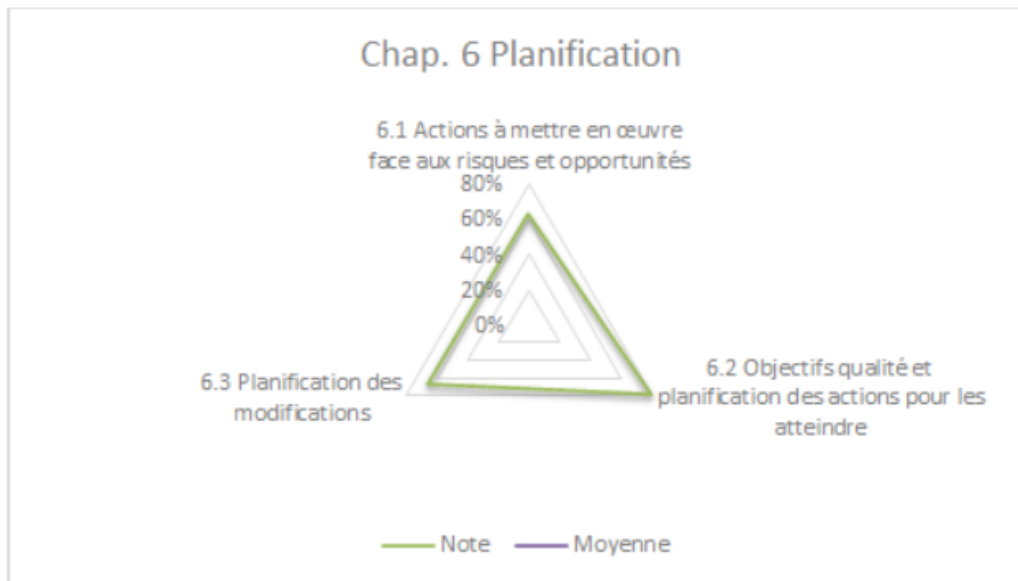 Chap. 6 Planification
6.1 Actions à mettre en œuvre
face aux risques et opportunités
80%
60%
40%
20%
0%
6.3 Planification des
modifications
6.2 Objectifs qualité et
planification des actions pour les
atteindre
Note
Moyenne